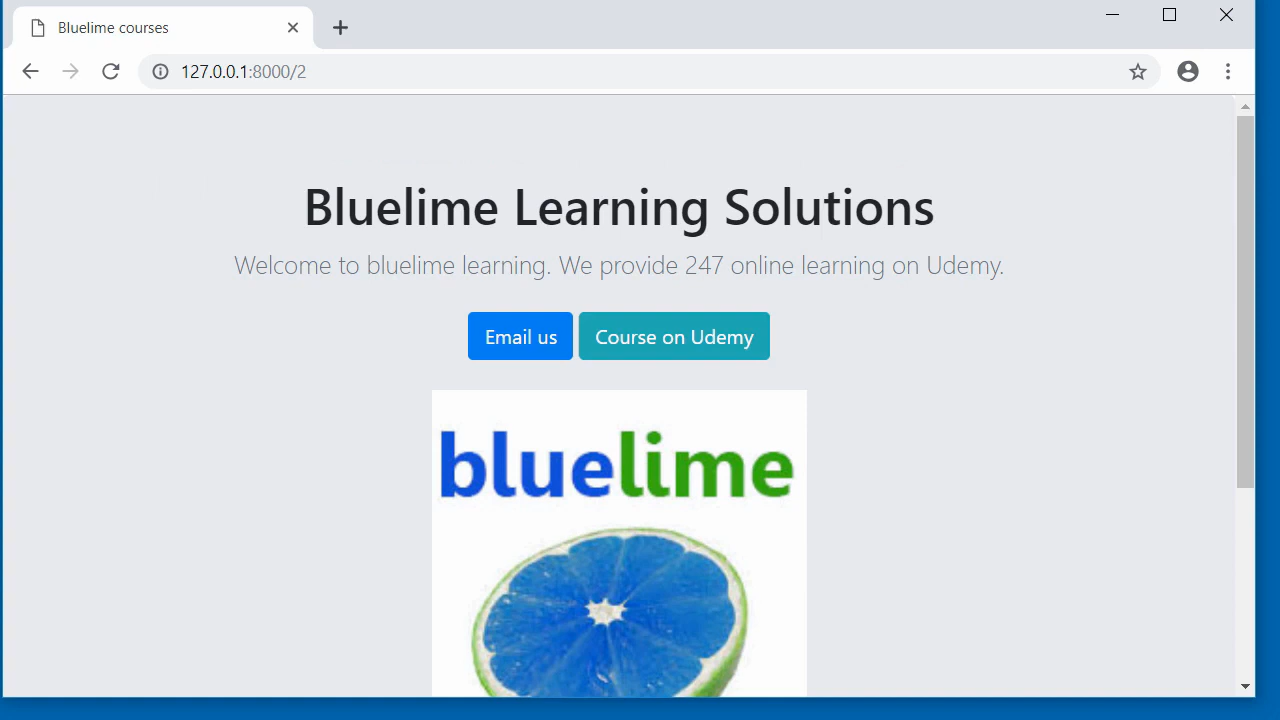 Bluelime courses
127.0.0.1:8000/2
Bluelime Learning Solutions
Welcome to bluelime learning. We provide 247 online learning on Udemy.
Email us
Course on Udemy
bluelime